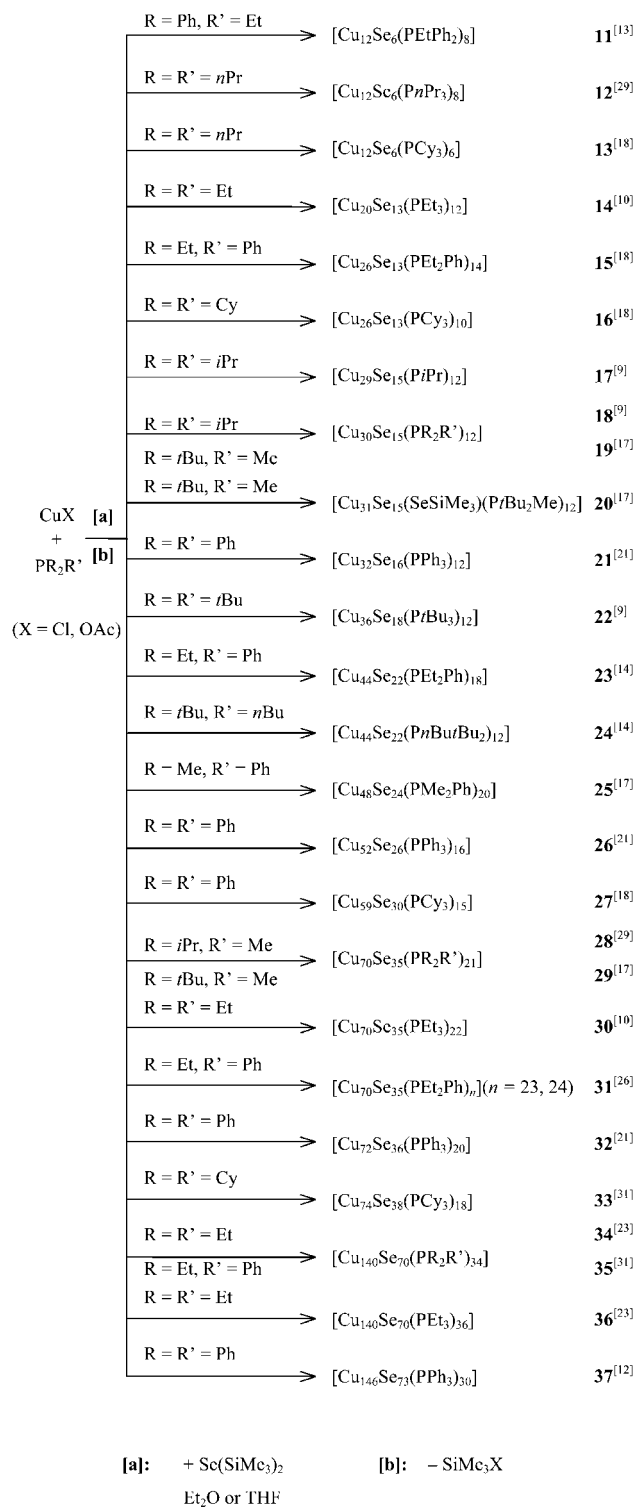 R = Ph, R' = Et
[Cu₁₂Se₆(PEtPh₂)₈] 11[13]
R = R' = nPr
[Cu₁₂Sc₆(PnPr₃)₈] 12[29]
R = R' = nPr
[Cu₁₂Se₆(PCy₃)₆] 13[18]
R = R' = Et
[Cu₂₀Se₁₃(PEt₃)₁₂] 14[10]
R = Et, R' = Ph
[Cu₂₆Se₁₃(PEt₂Ph)₁₄] 15[18]
R = R' = Cy
[Cu₂₆Se₁₃(PCy₃)₁₀] 16[18]
R = R' = iPr
[Cu₂₉Se₁₅(PiPr)₁₂] 17[9]
R = R' = iPr 18[9]
[Cu₃₀Se₁₅(PR₂R')₁₂]
R = tBu, R' = Mc 19[17]
R = tBu, R' = Me
[Cu₃₁Se₁₅(SeSiMe₃)(PtBu₂Me)₁₂] 20[17]
CuX [a]
+
PR₂R' [b]
(X = Cl, OAc)
R = R' = Ph
[Cu₃₂Se₁₆(PPh₃)₁₂] 21[21]
R = R' = tBu
[Cu₃₆Se₁₈(PtBu₃)₁₂] 22[9]
R = Et, R' = Ph
[Cu₄₄Se₂₂(PEt₂Ph)₁₈] 23[14]
R = tBu, R' = nBu
[Cu₄₄Se₂₂(PnButBu₂)₁₂] 24[14]
R – Me, R' – Ph
[Cu₄₈Se₂₄(PMe₂Ph)₂₀] 25[17]
R = R' = Ph
[Cu₅₂Se₂₆(PPh₃)₁₆] 26[21]
R = R' = Ph
[Cu₅₉Se₃₀(PCy₃)₁₅] 27[18]
R = iPr, R' = Me 28[29]
[Cu₇₀Se₃₅(PR₂R')₂₁]
R = tBu, R' = Me 29[17]
R = R' = Et
[Cu₇₀Sc₃₅(PEt₃)₂₂] 30[10]
R = Et, R' = Ph
[Cu₇₀Se₃₅(PEt₂Ph)ₙ](n = 23, 24) 31[26]
R = R' = Ph
[Cu₇₂Se₃₆(PPh₃)₂₀] 32[21]
R = R' = Cy
[Cu₇₄Se₃₈(PCy₃)₁₈] 33[31]
R = R' = Et 34[23]
[Cu₁₄₀Se₇₀(PR₂R')₃₄]
R = Et, R' = Ph 35[31]
R = R' = Et
[Cu₁₄₀Se₇₀(PEt₃)₃₆] 36[23]
R = R' = Ph
[Cu₁₄₆Se₇₃(PPh₃)₃₀] 37[12]
[a]: + Sc(SiMc₃)₂ [b]: – SiMc₃X
Et₂O or THF